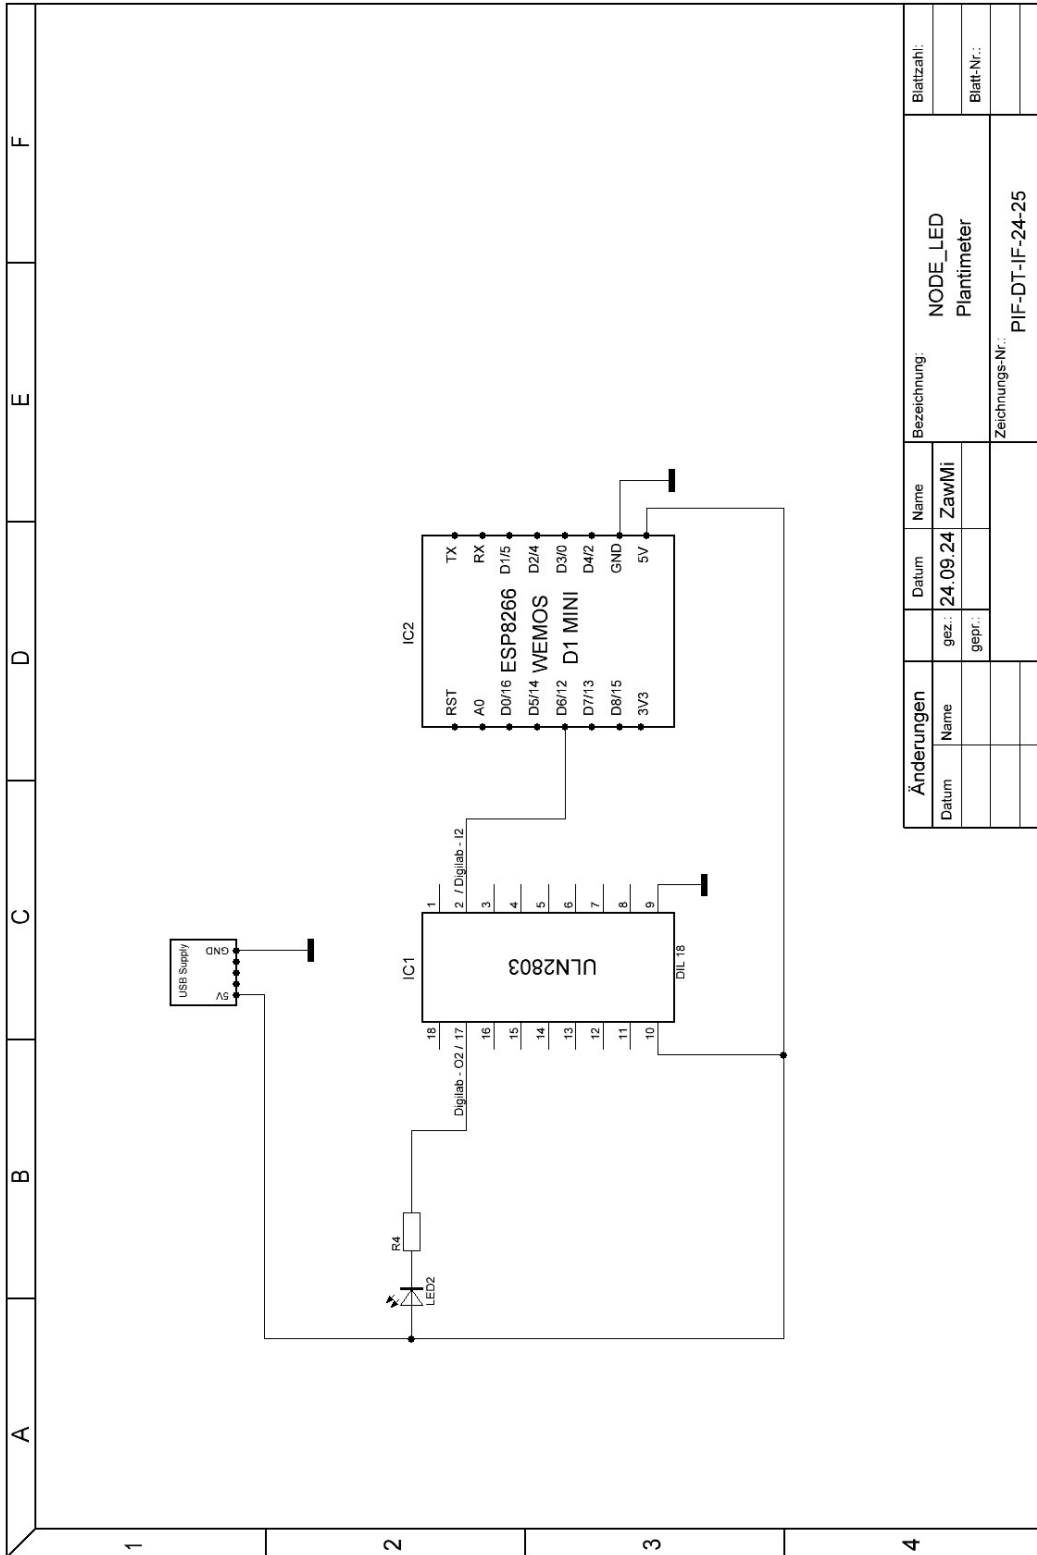 A
B
C
D
E
F
1
2
3
4
USB Supply
5V
GND
LED2
R4
Digilab - O2 /
/ Digilab - I2
IC1
ULN2803
DIL 18
18
17
16
15
14
13
12
11
10
1
2
3
4
5
6
7
8
9
IC2
ESP8266
WEMOS
D1 MINI
RST
A0
D0/16
D5/14
D6/12
D7/13
D8/15
3V3
TX
RX
D1/5
D2/4
D3/0
D4/2
GND
5V
Änderungen
Datum
Name
Datum
Name
gez.:
24.09.24
ZawMi
gepr.:
Bezeichnung:
NODE_LED
Plantimeter
Zeichnungs-Nr.:
PIF-DT-IF-24-25
Blattzahl:
Blatt-Nr.: